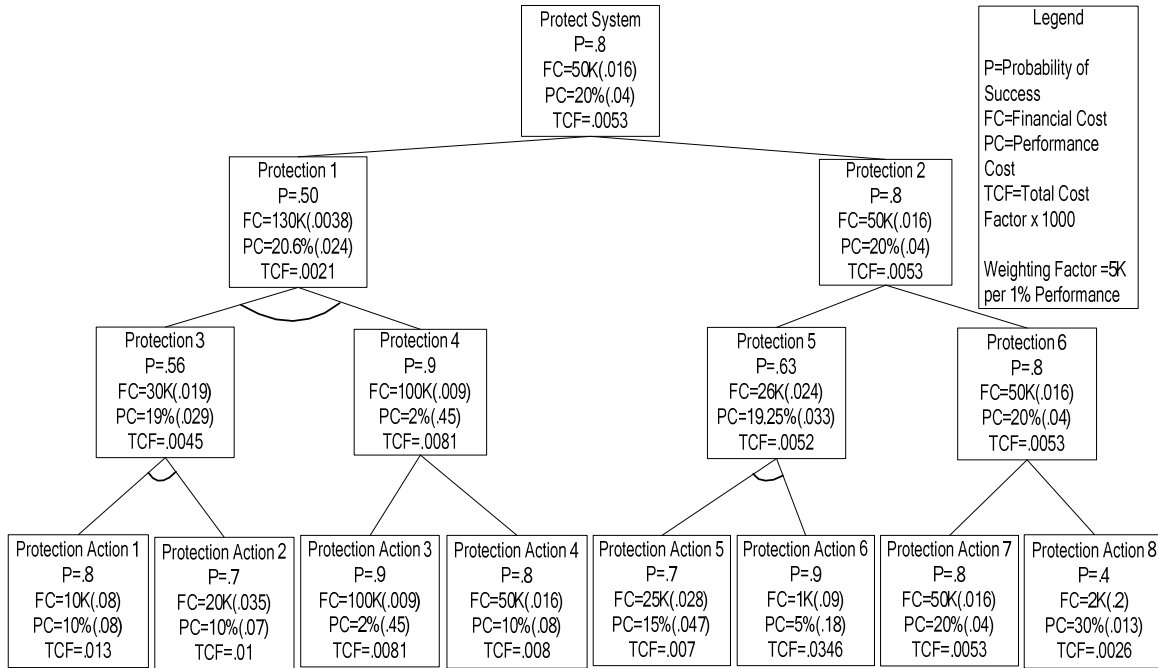 Protect System
P=.8
FC=50K(.016)
PC=20%(.04)
TCF=.0053
Legend
P=Probability of
Success
FC=Financial Cost
PC=Performance
Cost
TCF=Total Cost
Factor x 1000
Weighting Factor =5K
per 1% Performance
Protection 1
P=.50
FC=130K(.0038)
PC=20.6%(.024)
TCF=.0021
Protection 2
P=.8
FC=50K(.016)
PC=20%(.04)
TCF=.0053
Protection 3
P=.56
FC=30K(.019)
PC=19%(.029)
TCF=.0045
Protection 4
P=.9
FC=100K(.009)
PC=2%(.45)
TCF=.0081
Protection 5
P=.63
FC=26K(.024)
PC=19.25%(.033)
TCF=.0052
Protection 6
P=.8
FC=50K(.016)
PC=20%(.04)
TCF=.0053
Protection Action 1
P=.8
FC=10K(.08)
PC=10%(.08)
TCF=.013
Protection Action 2
P=.7
FC=20K(.035)
PC=10%(.07)
TCF=.01
Protection Action 3
P=.9
FC=100K(.009)
PC=2%(.45)
TCF=.0081
Protection Action 4
P=.8
FC=50K(.016)
PC=10%(.08)
TCF=.008
Protection Action 5
P=.7
FC=25K(.028)
PC=15%(.047)
TCF=.007
Protection Action 6
P=.9
FC=1K(.09)
PC=5%(.18)
TCF=.0346
Protection Action 7
P=.8
FC=50K(.016)
PC=20%(.04)
TCF=.0053
Protection Action 8
P=.4
FC=2K(.2)
PC=30%(.013)
TCF=.0026